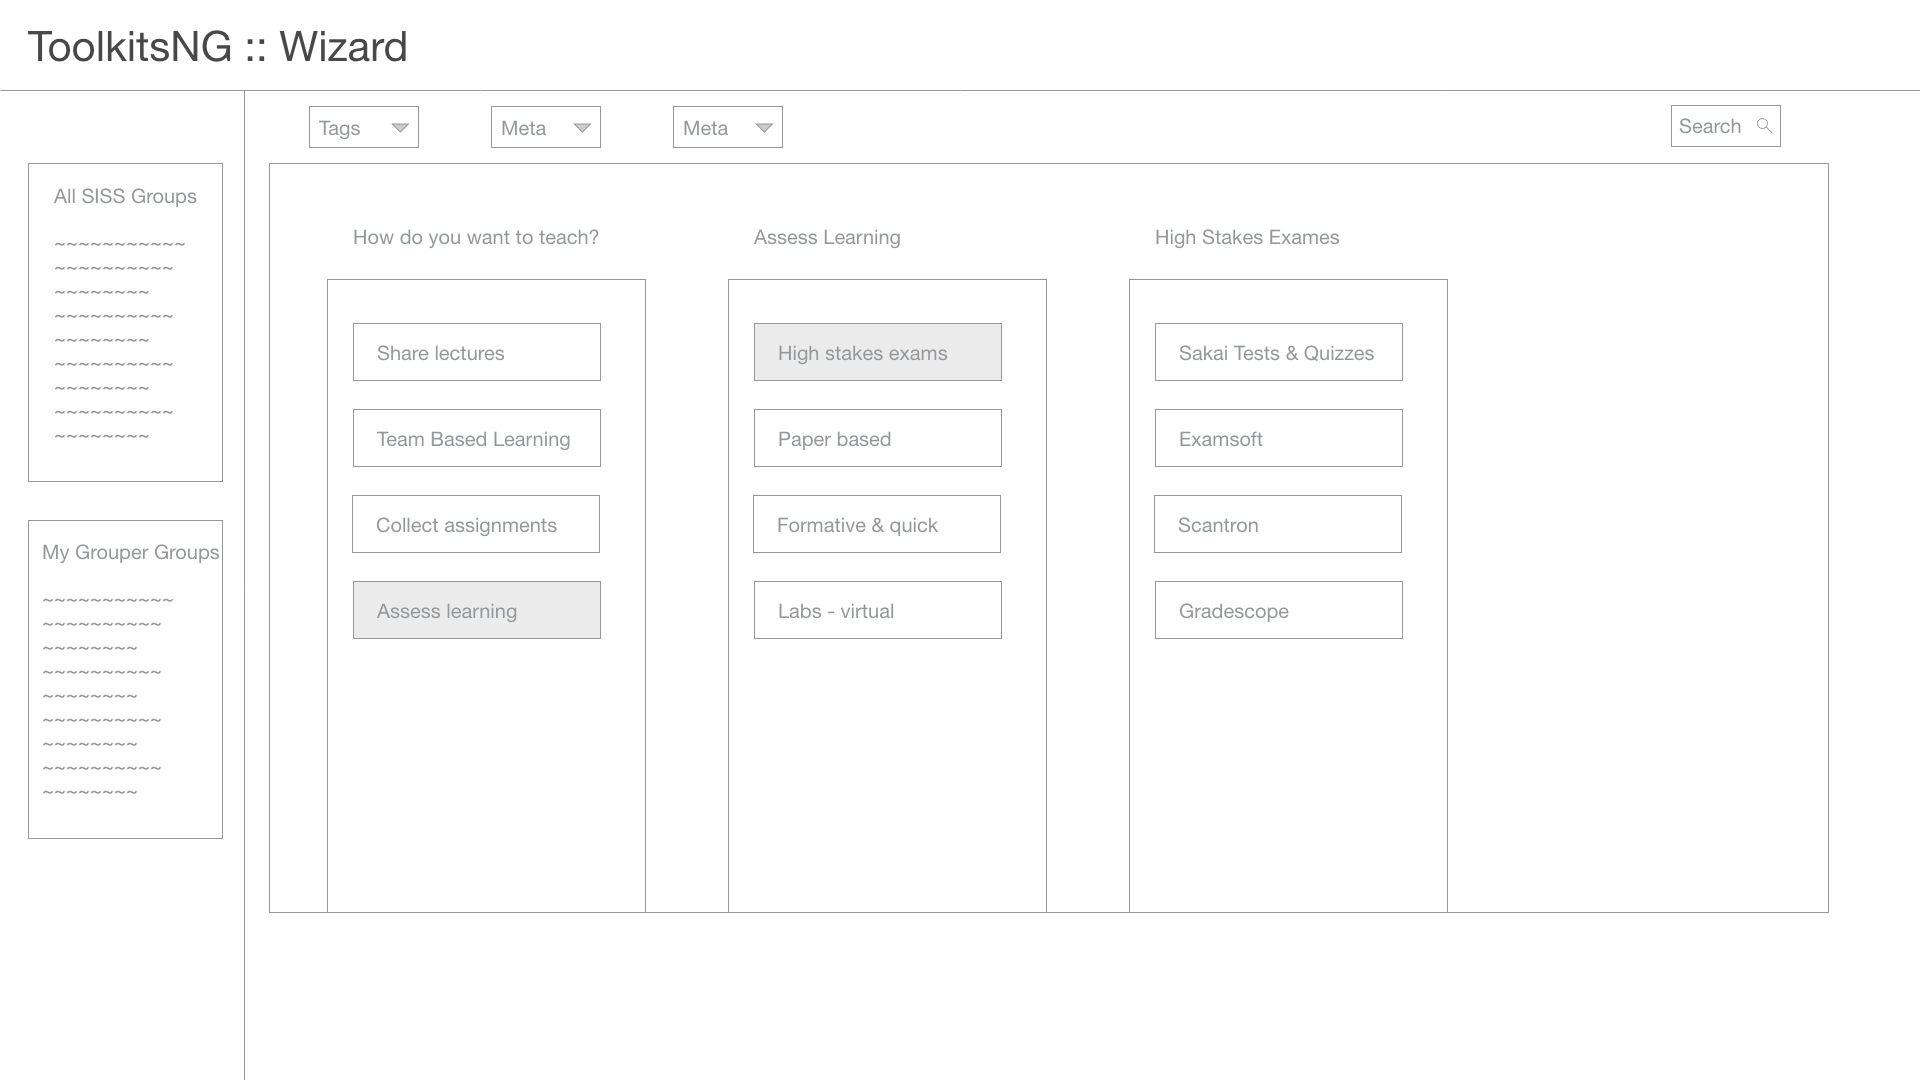 ToolkitsNG :: Wizard
Tags
Meta
Meta
Search
All SISS Groups
~~~~~~~~~~~
~~~~~~~~~~
~~~~~~~~
~~~~~~~~~~
~~~~~~~~
~~~~~~~~~~
~~~~~~~~
~~~~~~~~~~
~~~~~~~~
My Grouper Groups
~~~~~~~~~~~
~~~~~~~~~~
~~~~~~~~
~~~~~~~~~~
~~~~~~~~
~~~~~~~~~~
~~~~~~~~
~~~~~~~~~~
~~~~~~~~
How do you want to teach?
Share lectures
Team Based Learning
Collect assignments
Assess learning
Assess Learning
High stakes exams
Paper based
Formative & quick
Labs - virtual
High Stakes Exames
Sakai Tests & Quizzes
Examsoft
Scantron
Gradescope